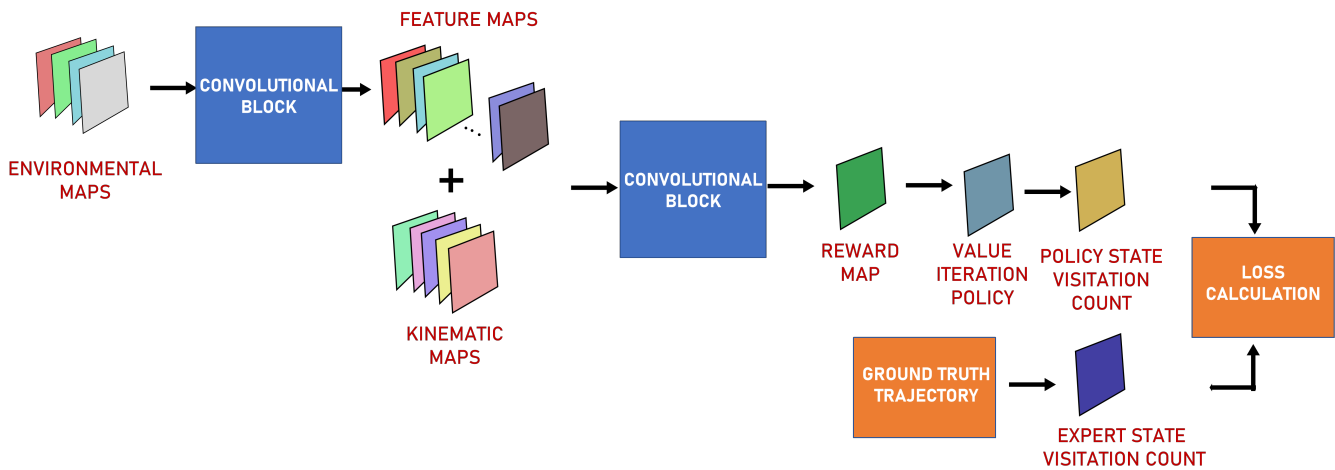 FEATURE MAPS
CONVOLUTIONAL
BLOCK
ENVIRONMENTAL
MAPS
...
+
KINEMATIC
MAPS
CONVOLUTIONAL
BLOCK
REWARD
MAP
VALUE
ITERATION
POLICY
POLICY STATE
VISITATION
COUNT
LOSS
CALCULATION
GROUND TRUTH
TRAJECTORY
EXPERT STATE
VISITATION COUNT